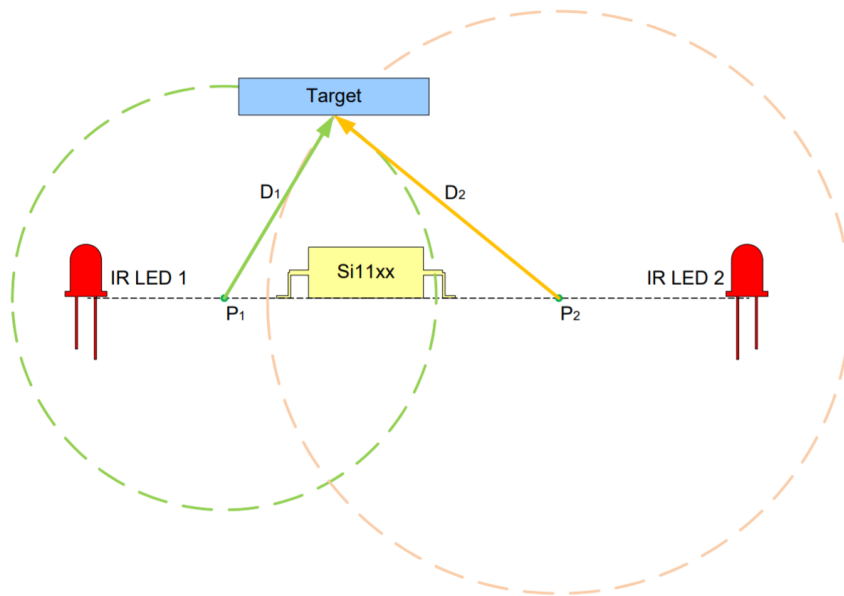 Target
D1
D2
IR LED 1
Si11xx
IR LED 2
P1
P2